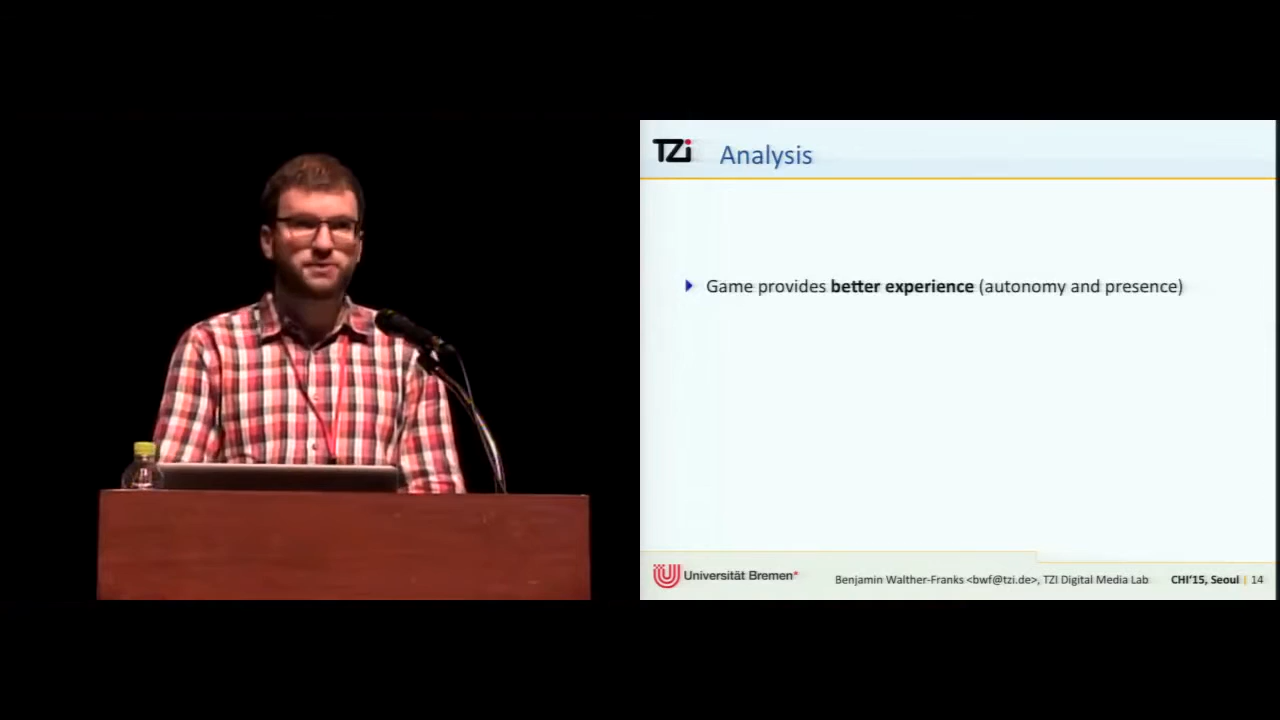 TZi Analysis
Game provides better experience (autonomy and presence)
Universität Bremen* Benjamin Walther-Franks <bwf@tzi.de>, TZI Digital Media Lab CHI'15, Seoul | 14